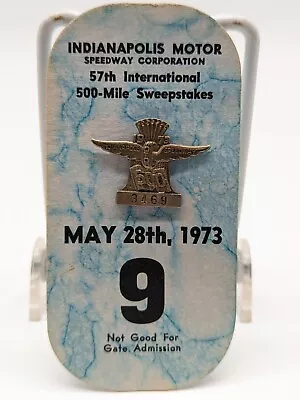 INDIANAPOLIS MOTOR
SPEEDWAY CORPORATION
57th International
500-Mile Sweepstakes
500
3469
MAY 28th, 1973
9
Not Good For
Gate Admission